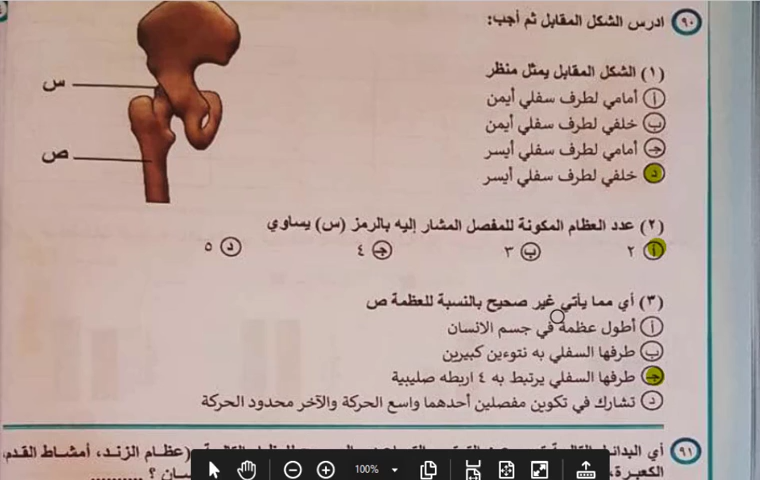 ٩٠ ادرس الشكل المقابل ثم أجب:
(١) الشكل المقابل يمثل منظر
أ أمامي لطرف سفلي أيمن
ب خلفي لطرف سفلي أيمن
ج أمامي لطرف سفلي أيسر
د خلفي لطرف سفلي أيسر
س
ص
(٢) عدد العظام المكونة للمفصل المشار إليه بالرمز (س) يساوي
أ ٢ ب ٣ ج ٤ د ٥
(٣) أي مما يأتي غير صحيح بالنسبة للعظمة ص
أ أطول عظمة في جسم الانسان
ب طرفها السفلي به نتوءين كبيرين
ج طرفها السفلي يرتبط به ٤ اربطه صليبية
د تشارك في تكوين مفصلين أحدهما واسع الحركة والآخر محدود الحركة
٩١ أي (عظام الزند، أمشاط القدم،
الكعبرة، ؟ ..........
100%